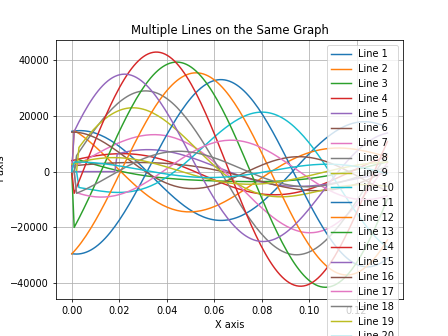 Multiple Lines on the Same Graph
40000
20000
0
−20000
−40000
0.00
0.02
0.04
0.06
0.08
0.10
X axis
Line 1
Line 2
Line 3
Line 4
Line 5
Line 6
Line 7
Line 8
Line 9
Line 10
Line 11
Line 12
Line 13
Line 14
Line 15
Line 16
Line 17
Line 18
Line 19
Line 20